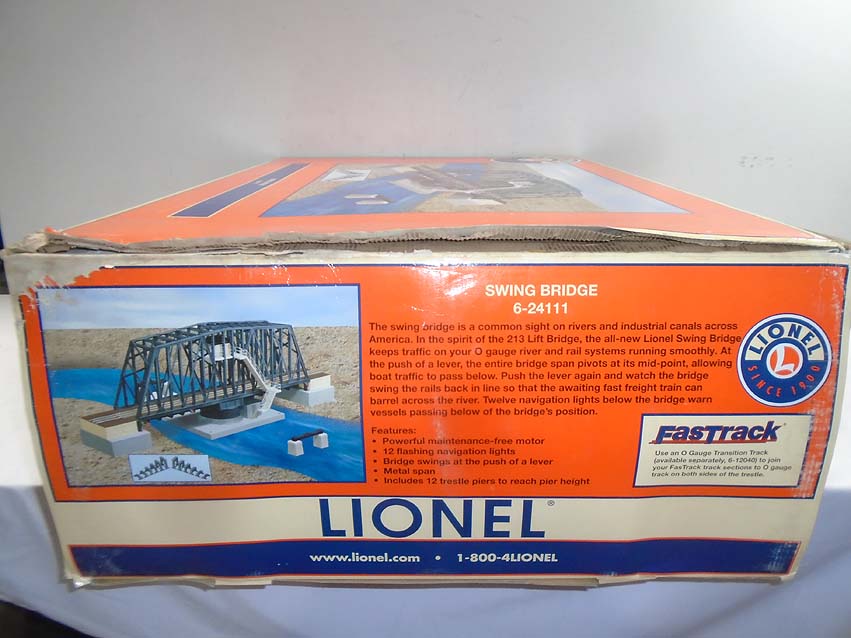 SWING BRIDGE
6-24111
The swing bridge is a common sight on rivers and industrial canals across
America. In the spirit of the 213 Lift Bridge, the all-new Lionel Swing Bridge
keeps traffic on your O gauge river and rail systems running smoothly. At
the push of a lever, the entire bridge span pivots at its mid-point, allowing
boat traffic to pass below. Push the lever again and watch the bridge
swing the rails back in line so that the awaiting fast freight train can
barrel across the river. Twelve navigation lights below the bridge warn
vessels passing below of the bridge's position.
Features:
• Powerful maintenance-free motor
• 12 flashing navigation lights
• Bridge swings at the push of a lever
• Metal span
• Includes 12 trestle piers to reach pier height
LIONEL
L
SINCE 1900
FASTRACK®
Use an O Gauge Transition Track
(available separately, 6-12040) to join
your FasTrack track sections to O gauge
track on both sides of the trestle.
LIONEL®
www.lionel.com • 1-800-4LIONEL